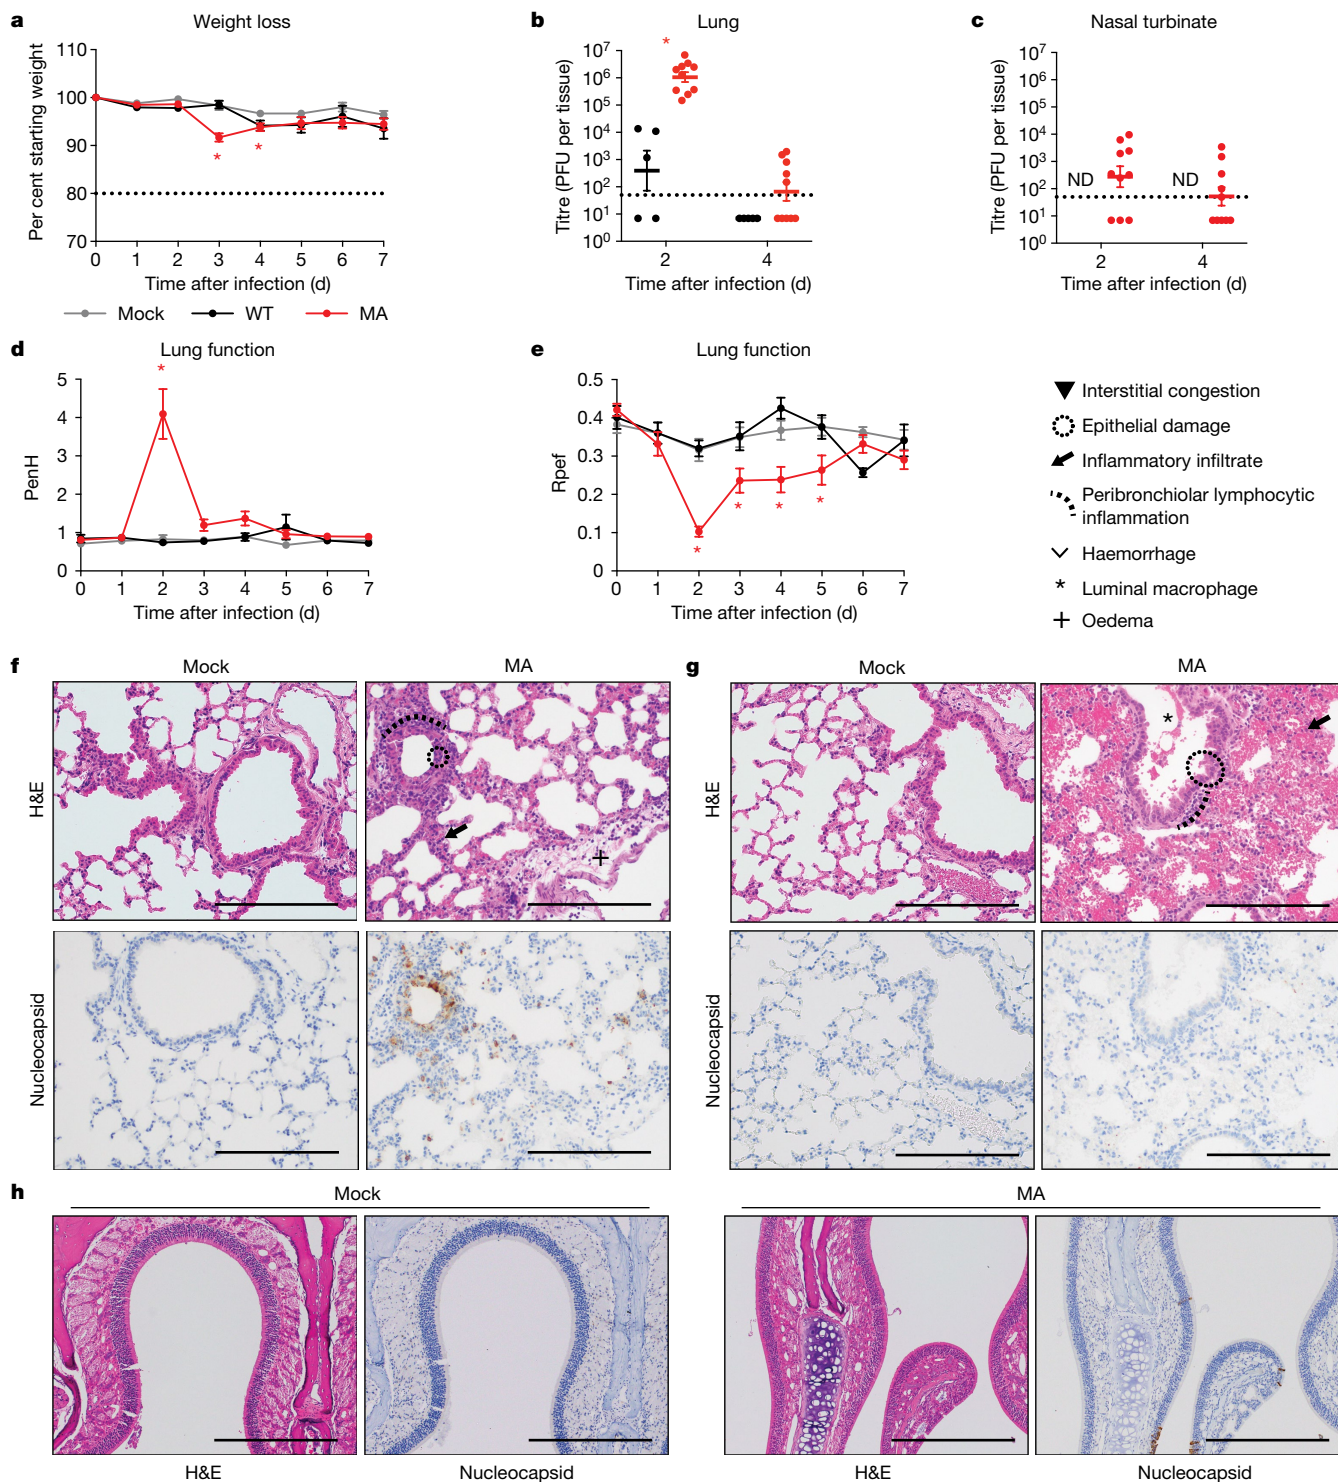 a Weight loss
110
100
90
80
70
Per cent starting weight
0 1 2 3 4 5 6 7
* *
Time after infection (d)
Mock WT MA
b Lung
10⁷
10⁶
10⁵
10⁴
10³
10²
10¹
10⁰
Titre (PFU per tissue)
*
2 4
Time after infection (d)
c Nasal turbinate
10⁷
10⁶
10⁵
10⁴
10³
10²
10¹
10⁰
Titre (PFU per tissue)
ND ND
2 4
Time after infection (d)
d Lung function
5
4
3
2
1
0
PenH
*
0 1 2 3 4 5 6 7
Time after infection (d)
e Lung function
0.5
0.4
0.3
0.2
0.1
0
Rpef
* * * *
0 1 2 3 4 5 6 7
Time after infection (d)
Interstitial congestion
Epithelial damage
Inflammatory infiltrate
Peribronchiolar lymphocytic
inflammation
Haemorrhage
* Luminal macrophage
+ Oedema
f Mock MA
H&E
+
Nucleocapsid
g Mock MA
H&E
*
Nucleocapsid
h Mock MA
H&E Nucleocapsid H&E Nucleocapsid